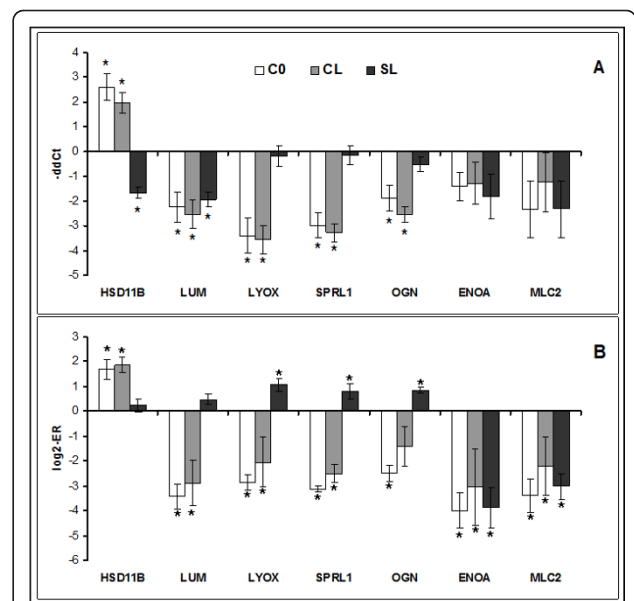 4
A
C0 CL SL
3
* *
2
1
0
-ddCt
-1
-2
*
* * *
-3
* *
-4
* *
* *
-5
HSD11B LUM LYOX SPRL1 OGN ENOA MLC2
3
B
* *
2
*
* *
1
0
log2-ER
-1
-2
-3
* * *
* *
-4
* *
* * *
-5
* * *
-6
HSD11B LUM LYOX SPRL1 OGN ENOA MLC2